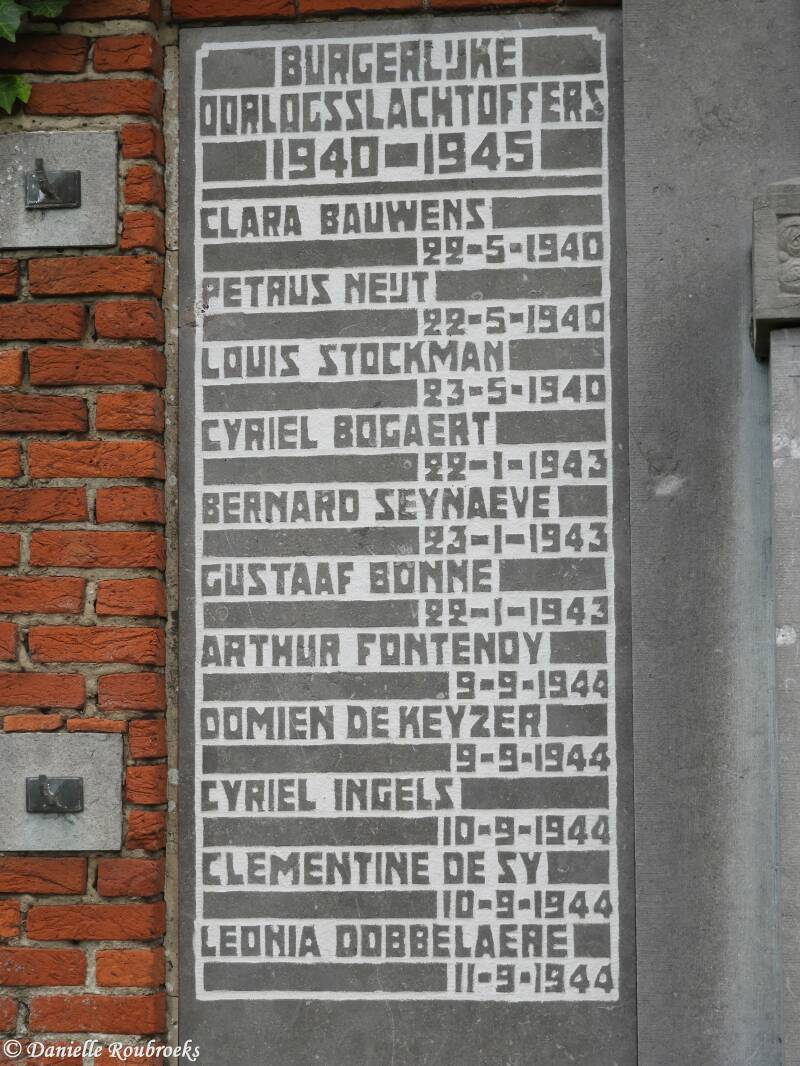 BURGERLIJKE
OORLOGSSLACHTOFFERS
1940-1945
CLARA BAUWENS
22-5-1940
PETRUS NEIJT
22-5-1940
LOUIS STOCKMAN
23-5-1940
CYRIEL BOGAERT
22-1-1943
BERNARD SEYNAEVE
23-1-1943
GUSTAAF BONNE
22-1-1943
ARTHUR FONTENOY
9-9-1944
DOMIEN DE KEYZER
9-9-1944
CYRIEL INGELS
10-9-1944
CLEMENTINE DE SY
10-9-1944
LEONIA DOBBELAERE
11-9-1944
© Danielle Roubroeks